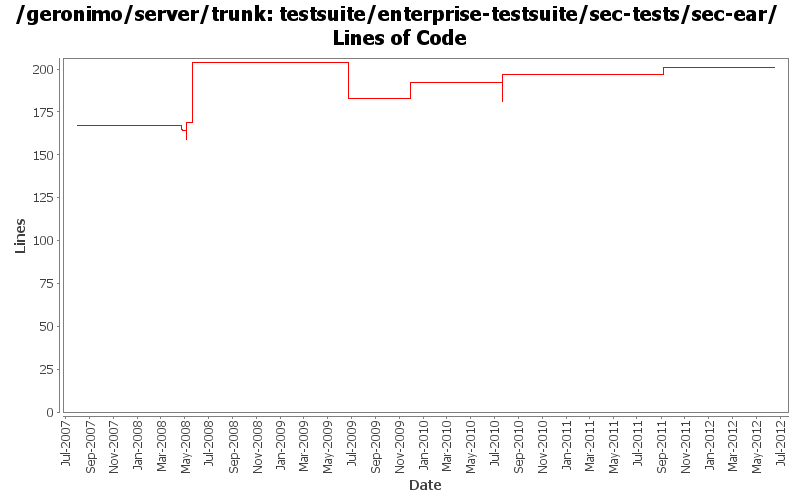 /geronimo/server/trunk: testsuite/enterprise-testsuite/sec-tests/sec-ear/
Lines of Code
Lines
200
175
150
125
100
75
50
25
0
Jul-2007
Sep-2007
Nov-2007
Jan-2008
Mar-2008
May-2008
Jul-2008
Sep-2008
Nov-2008
Jan-2009
Mar-2009
May-2009
Jul-2009
Sep-2009
Nov-2009
Jan-2010
Mar-2010
May-2010
Jul-2010
Sep-2010
Nov-2010
Jan-2011
Mar-2011
May-2011
Jul-2011
Sep-2011
Nov-2011
Jan-2012
Mar-2012
May-2012
Jul-2012
Date